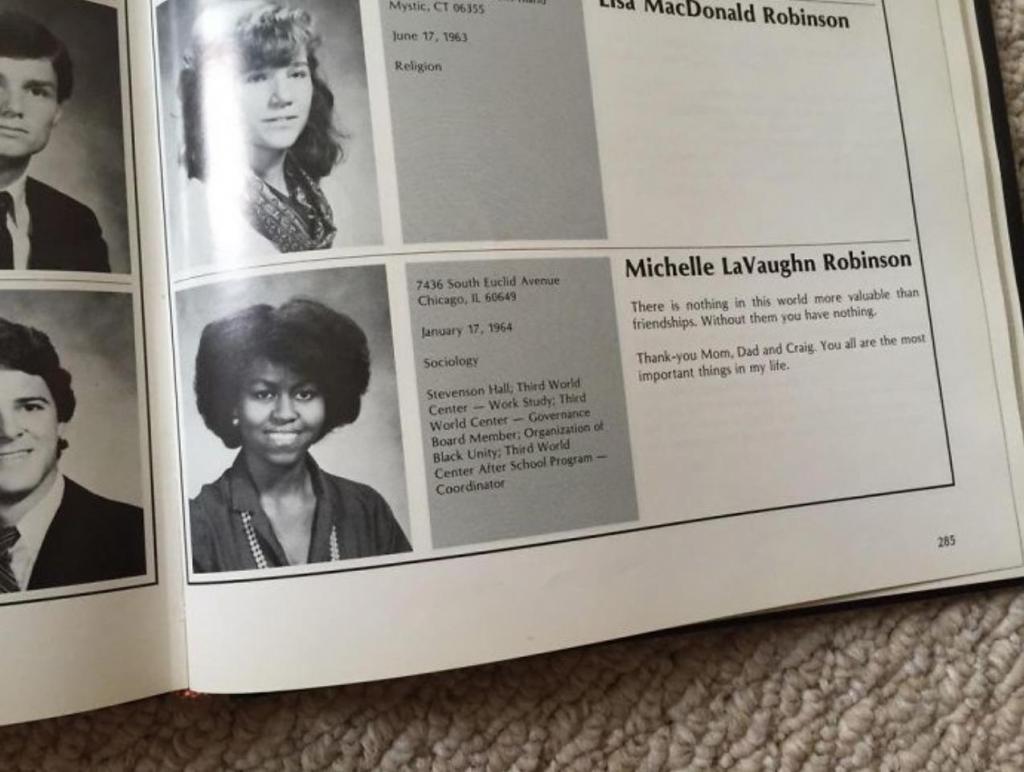 Mystic, CT 06355
June 17, 1963
Religion
Lisa MacDonald Robinson
7436 South Euclid Avenue
Chicago, IL 60649
January 17, 1964
Sociology
Stevenson Hall; Third World
Center — Work Study; Third
World Center — Governance
Board Member; Organization of
Black Unity; Third World
Center After School Program —
Coordinator
Michelle LaVaughn Robinson
There is nothing in this world more valuable than
friendships. Without them you have nothing.
Thank-you Mom, Dad and Craig. You all are the most
important things in my life.
285